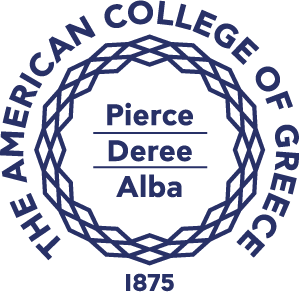 THE AMERICAN COLLEGE OF GREECE
Pierce
Deree
Alba
1875